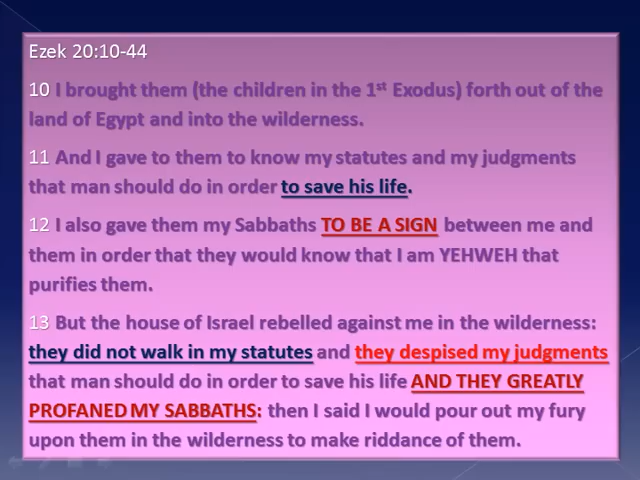 Ezek 20:10-44
10 I brought them (the children in the 1st Exodus) forth out of the
land of Egypt and into the wilderness.
11 And I gave to them to know my statutes and my judgments
that man should do in order to save his life.
12 I also gave them my Sabbaths TO BE A SIGN between me and
them in order that they would know that I am YEHWEH that
purifies them.
13 But the house of Israel rebelled against me in the wilderness:
they did not walk in my statutes and they despised my judgments
that man should do in order to save his life AND THEY GREATLY
PROFANED MY SABBATHS: then I said I would pour out my fury
upon them in the wilderness to make riddance of them.